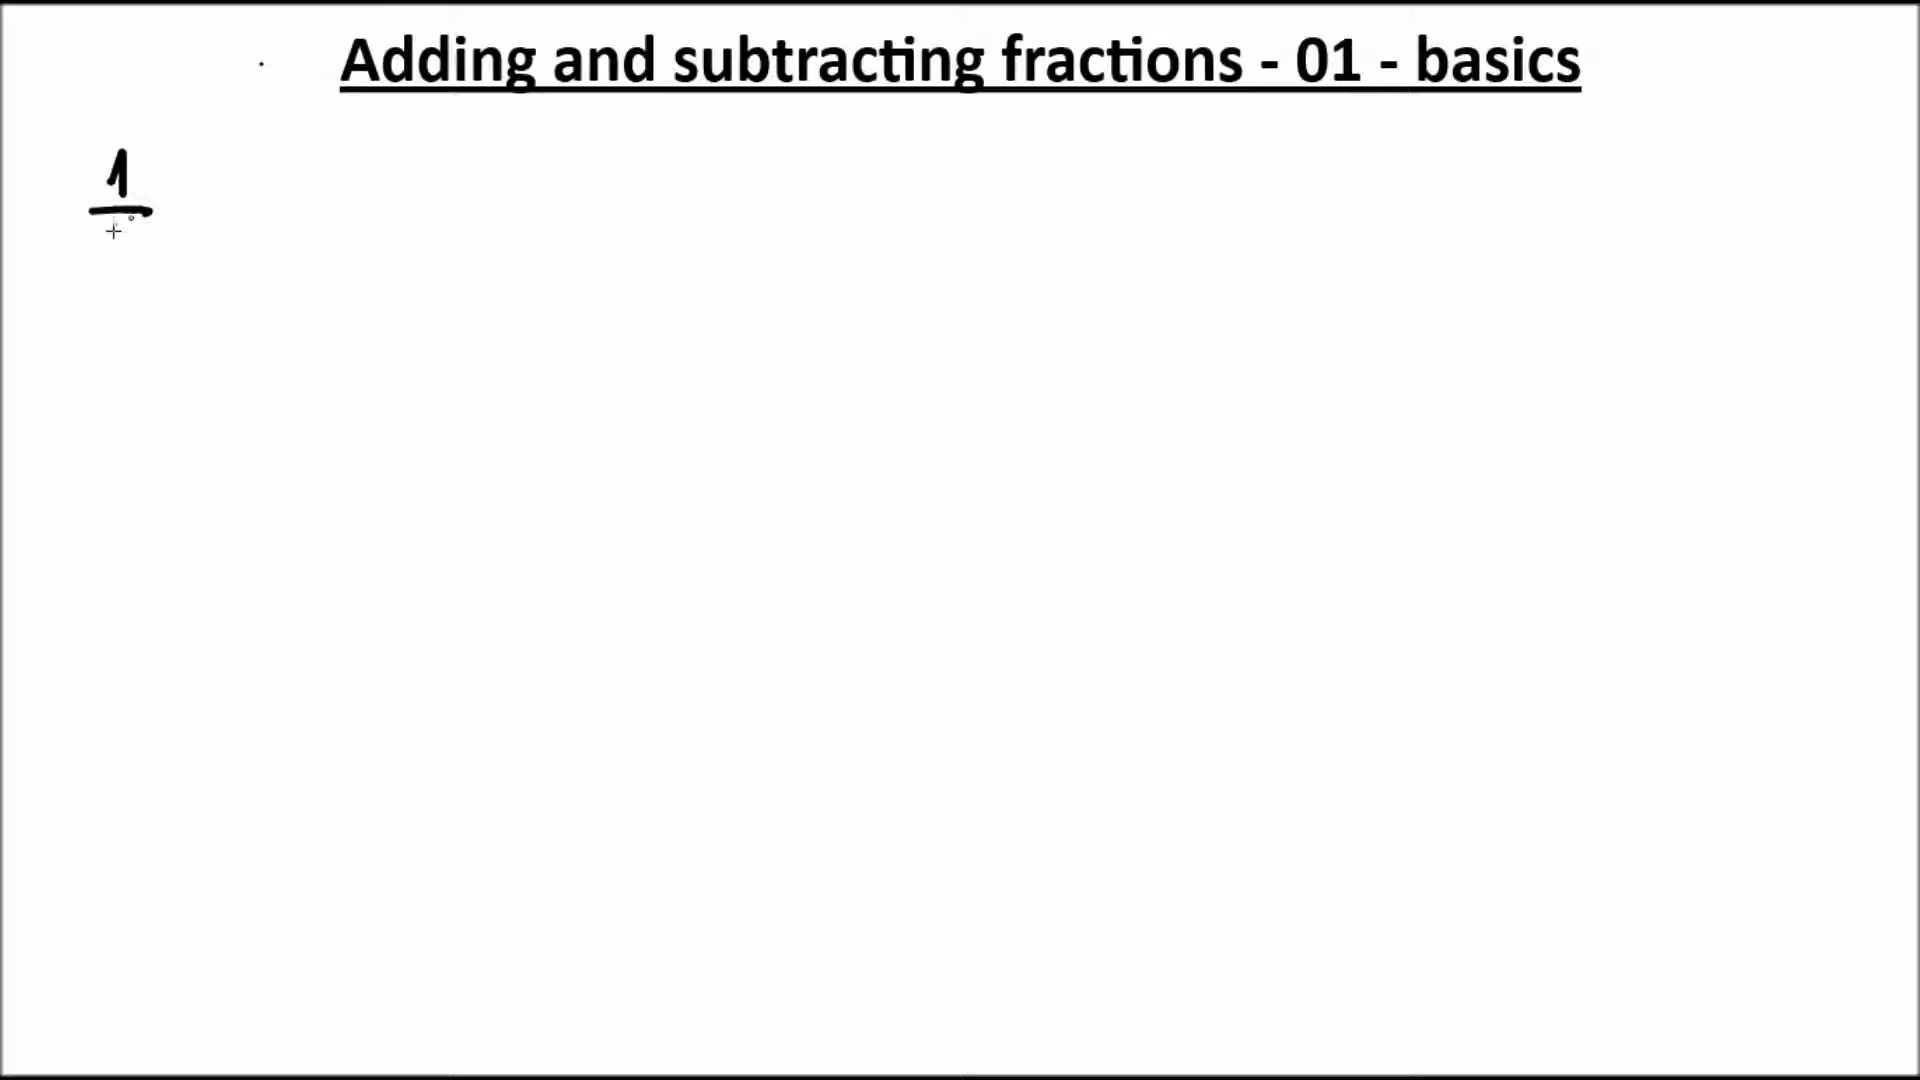 Adding and subtracting fractions - 01 - basics
1